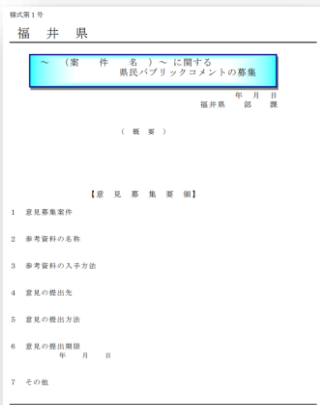 様式第１号
福　井　県
～　（案　　件　　名　）～ に関する
県民パブリックコメントの募集
年　月　日
福井県　　部　　課
（　概　要　）
【意　見　募　集　要　領】
1　意見募集案件
2　参考資料の名称
3　参考資料の入手方法
4　意見の提出先
5　意見の提出方法
6　意見の提出期限
年　　月　　日
7　その他